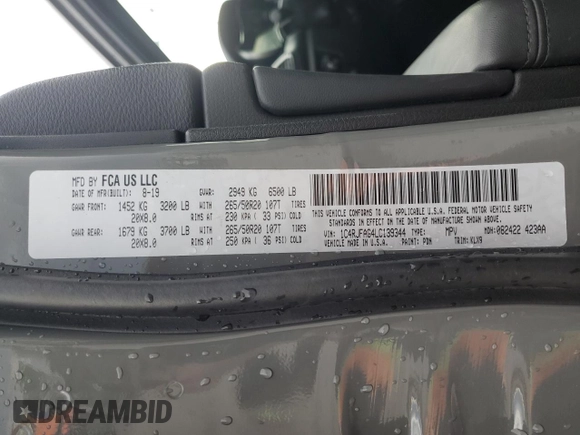 MFD BY FCA US LLC
DATE OF MFR(BUILT): 8-19 GVWR: 2949 KG 6500 LB
GAWR FRONT: 1452 KG 3200 LB WITH 265/50R20 107T TIRES
20X8.0 RIMS AT 230 KPA ( 33 PSI) COLD
GAWR REAR: 1679 KG 3700 LB WITH 265/50R20 107T TIRES
20X8.0 RIMS AT 250 KPA ( 36 PSI) COLD
THIS VEHICLE CONFORMS TO ALL APPLICABLE U.S.A. FEDERAL MOTOR VEHICLE SAFETY
STANDARDS IN EFFECT ON THE DATE OF MANUFACTURE SHOWN ABOVE.
VIN: 1C4RJFAG4LC139344 TYPE: MPV MDH: 082422 423AA
VEHICLE MADE IN U.S.A. PAINT: PDN TRIM: KLX9
DREAMBID